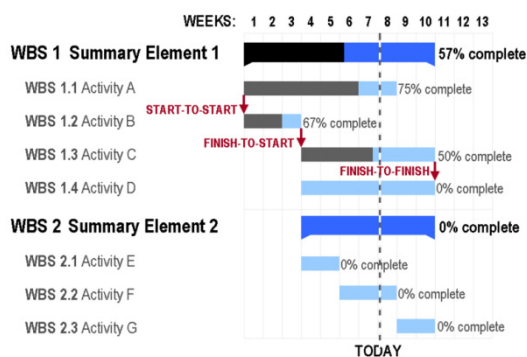 WEEKS: 1 2 3 4 5 6 7 8 9 10 11 12 13
WBS 1 Summary Element 1 57% complete
WBS 1.1 Activity A 75% complete
START-TO-START
WBS 1.2 Activity B 67% complete
FINISH-TO-START
WBS 1.3 Activity C 50% complete
FINISH-TO-FINISH
WBS 1.4 Activity D 0% complete
WBS 2 Summary Element 2 0% complete
WBS 2.1 Activity E 0% complete
WBS 2.2 Activity F 0% complete
WBS 2.3 Activity G 0% complete
TODAY